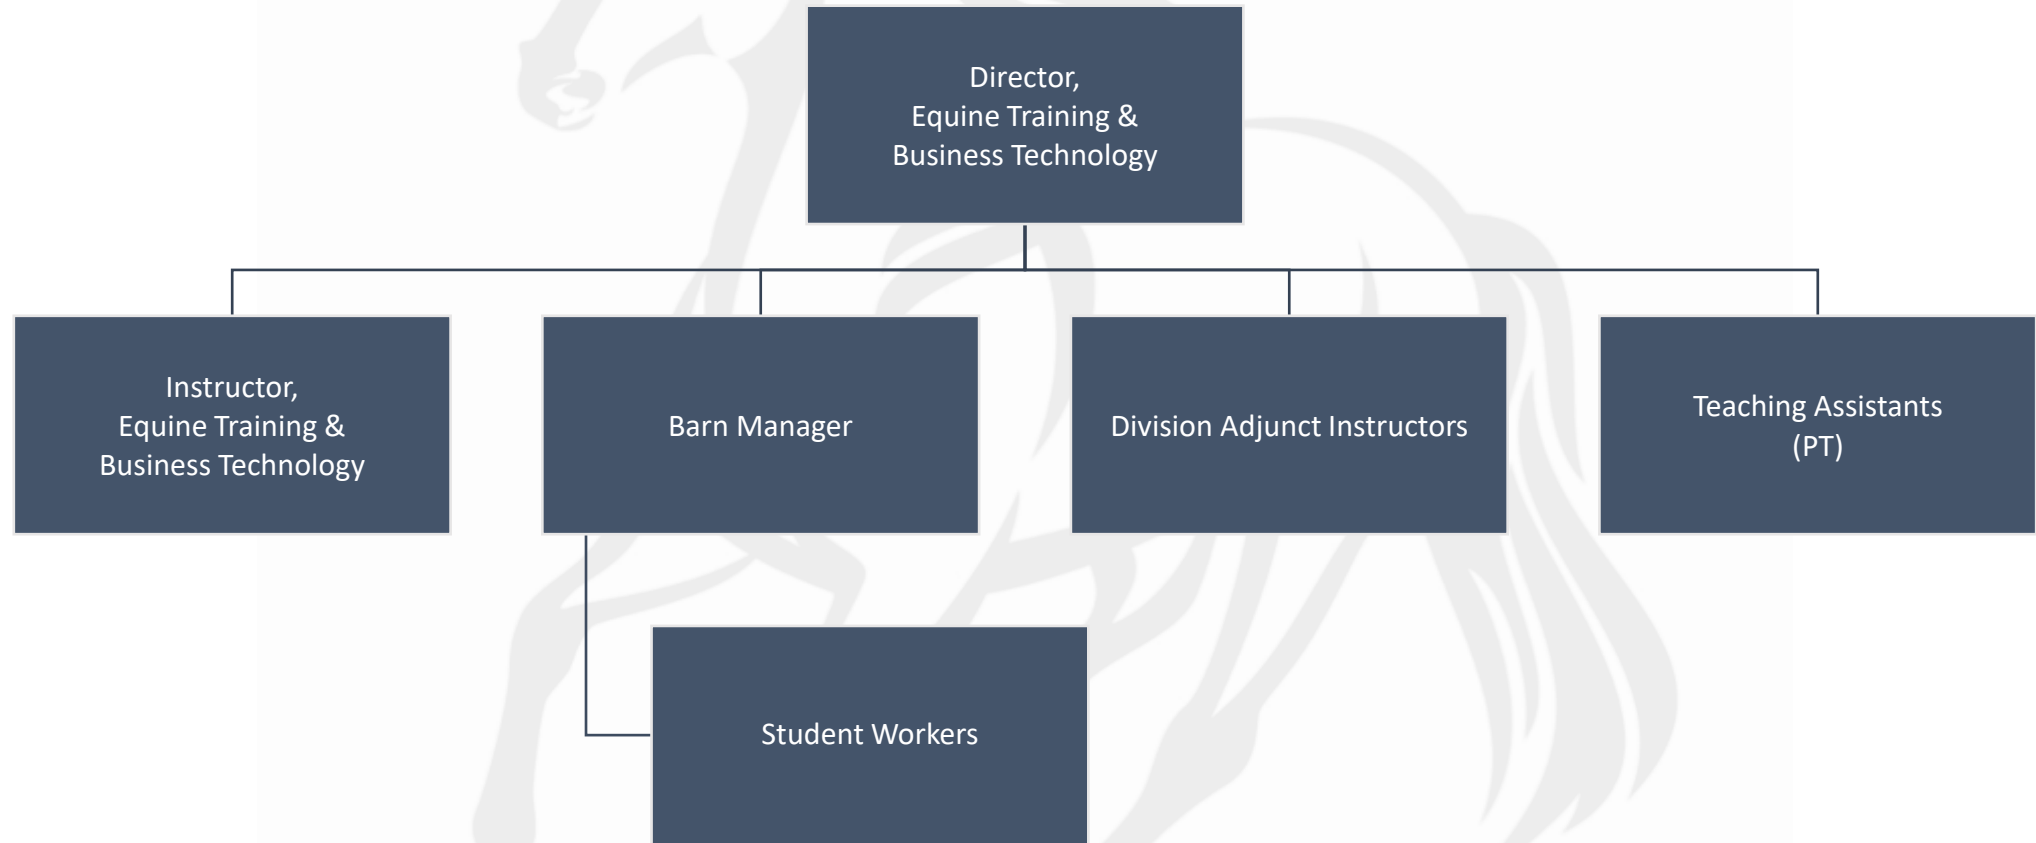 Director,
Equine Training &
Business Technology
Instructor,
Equine Training &
Business Technology
Barn Manager
Division Adjunct Instructors
Teaching Assistants
(PT)
Student Workers